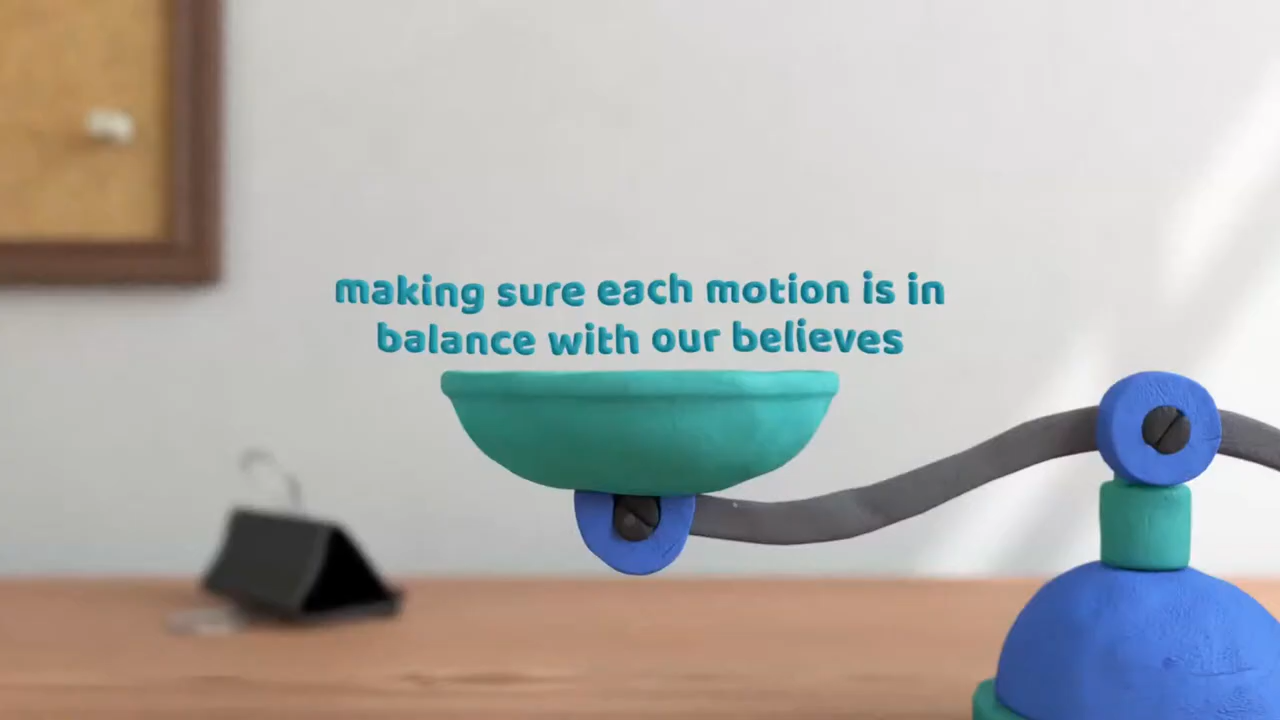 making sure each motion is in
balance with our believes